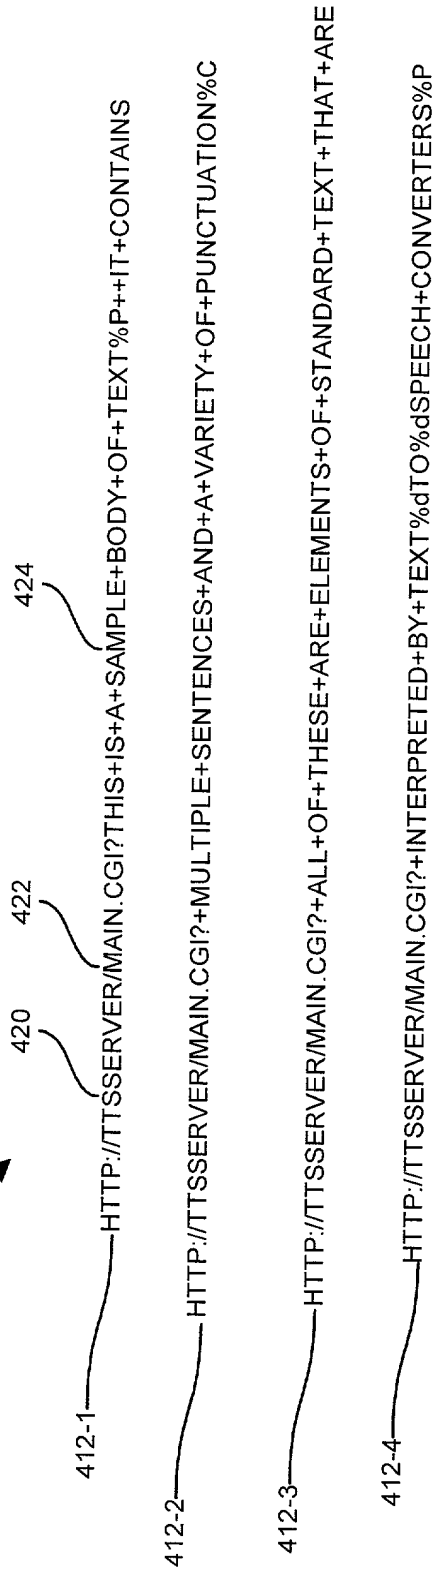 420 422 424
412-1 HTTP://TTSSERVER/MAIN.CGI?THIS+IS+A+SAMPLE+BODY+OF+TEXT%P++IT+CONTAINS
412-2 HTTP://TTSSERVER/MAIN.CGI?+MULTIPLE+SENTENCES+AND+A+VARIETY+OF+PUNCTUATION%C
412-3 HTTP://TTSSERVER/MAIN.CGI?+ALL+OF+THESE+ARE+ELEMENTS+OF+STANDARD+TEXT+THAT+ARE
412-4 HTTP://TTSSERVER/MAIN.CGI?+INTERPRETED+BY+TEXT%dTO%dSPEECH+CONVERTERS%P